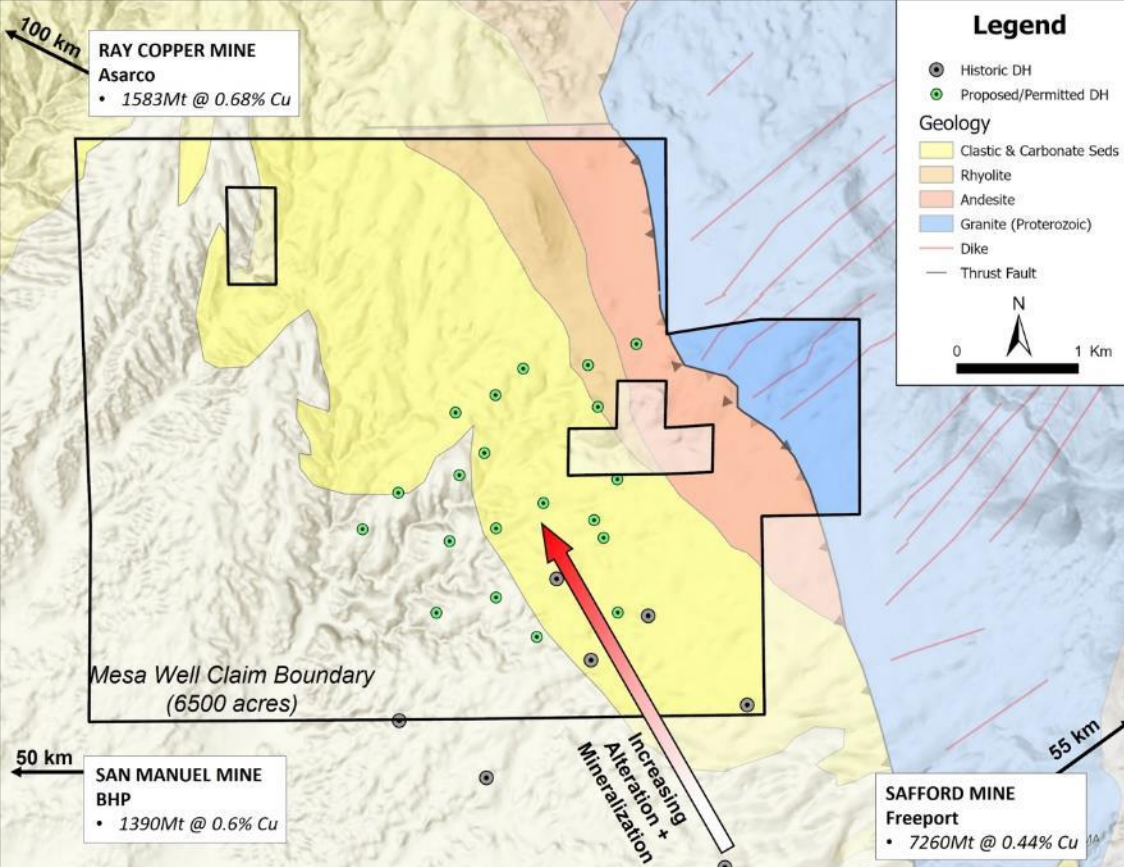 100 km
RAY COPPER MINE
Asarco
• 1583Mt @ 0.68% Cu
Legend
Historic DH
Proposed/Permitted DH
Geology
Clastic & Carbonate Seds
Rhyolite
Andesite
Granite (Proterozoic)
Dike
Thrust Fault
N
0 1 Km
Mesa Well Claim Boundary
(6500 acres)
Increasing
Alteration +
Mineralization
50 km
SAN MANUEL MINE
BHP
• 1390Mt @ 0.6% Cu
55 km
SAFFORD MINE
Freeport
• 7260Mt @ 0.44% Cu